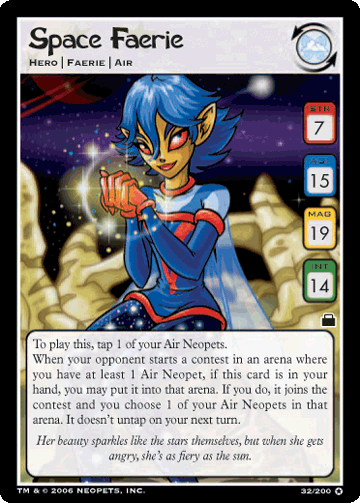 Space Faerie
Hero | Faerie | Air
STR
7
AGI
15
MAG
19
INT
14
To play this, tap 1 of your Air Neopets.
When your opponent starts a contest in an arena where
you have at least 1 Air Neopet, if this card is in your
hand, you may put it into that arena. If you do, it joins the
contest and you choose 1 of your Air Neopets in that
arena. It doesn't untap on your next turn.
Her beauty sparkles like the stars themselves, but when she gets
angry, she's as fiery as the sun.
TM & © 2006 NEOPETS, INC.
32/200